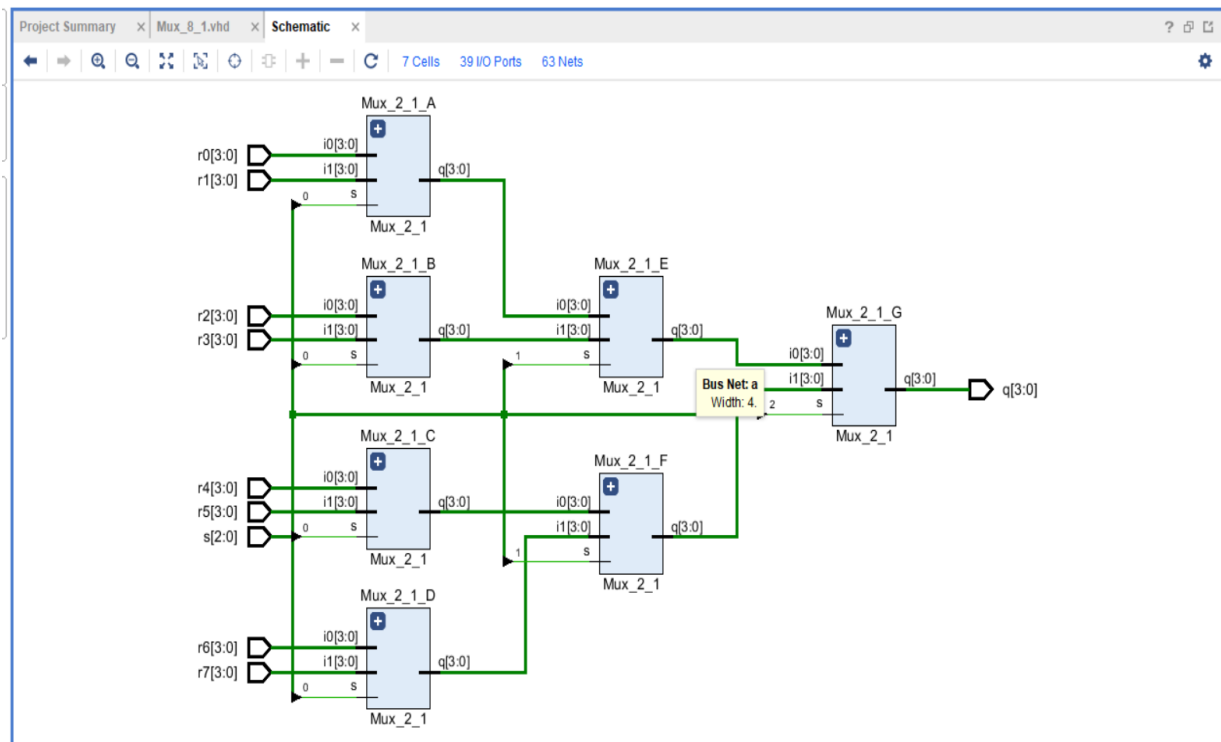 Project Summary × Mux_8_1.vhd × Schematic ×
7 Cells 39 I/O Ports 63 Nets
Mux_2_1_A
r0[3:0] i0[3:0]
r1[3:0] i1[3:0] q[3:0]
0 s
Mux_2_1
Mux_2_1_B Mux_2_1_E
r2[3:0] i0[3:0] i0[3:0] Mux_2_1_G
r3[3:0] i1[3:0] q[3:0] i1[3:0] q[3:0]
0 s 1 s i0[3:0]
Mux_2_1 Mux_2_1 Bus Net: a i1[3:0] q[3:0] q[3:0]
Width: 4. 2 s
Mux_2_1_C Mux_2_1
Mux_2_1_F
r4[3:0] i0[3:0]
r5[3:0] i1[3:0] q[3:0] i0[3:0]
s[2:0] 0 s i1[3:0] q[3:0]
Mux_2_1 1 s
Mux_2_1
Mux_2_1_D
r6[3:0] i0[3:0]
r7[3:0] i1[3:0] q[3:0]
0 s
Mux_2_1